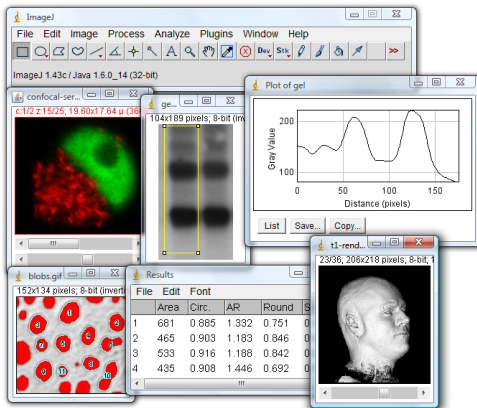 ImageJ
File Edit Image Process Analyze Plugins Window Help
A Dev Stk >>
ImageJ 1.43c / Java 1.6.0_14 (32-bit)
confocal-ser...
c:1/2 z:15/25; 19.60x17.64 µ (36
ge...
104x189 pixels; 8-bit (inv
Plot of gel
200
100
Gray Value
0 50 100 150
Distance (pixels)
List Save... Copy...
blobs.gif
152x134 pixels; 8-bit (inverti
Results
File Edit Font
Area Circ. AR Round S
1 681 0.885 1.332 0.751
2 465 0.903 1.183 0.846
3 533 0.916 1.188 0.842
4 435 0.908 1.446 0.692
t1-rend...
23/36; 206x218 pixels; 8-bit; 1